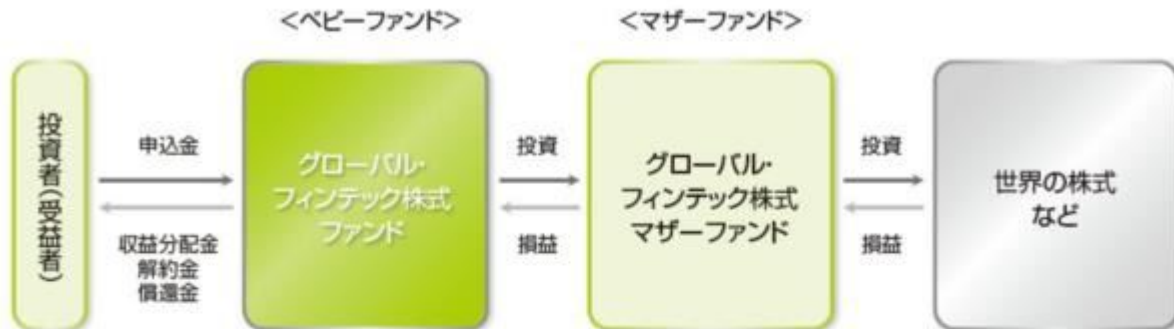 <ベビーファンド>
<マザーファンド>
投資者(受益者)
申込金
収益分配金
解約金
償還金
グローバル・
フィンテック株式
ファンド
投資
損益
グローバル・
フィンテック株式
マザーファンド
投資
損益
世界の株式
など